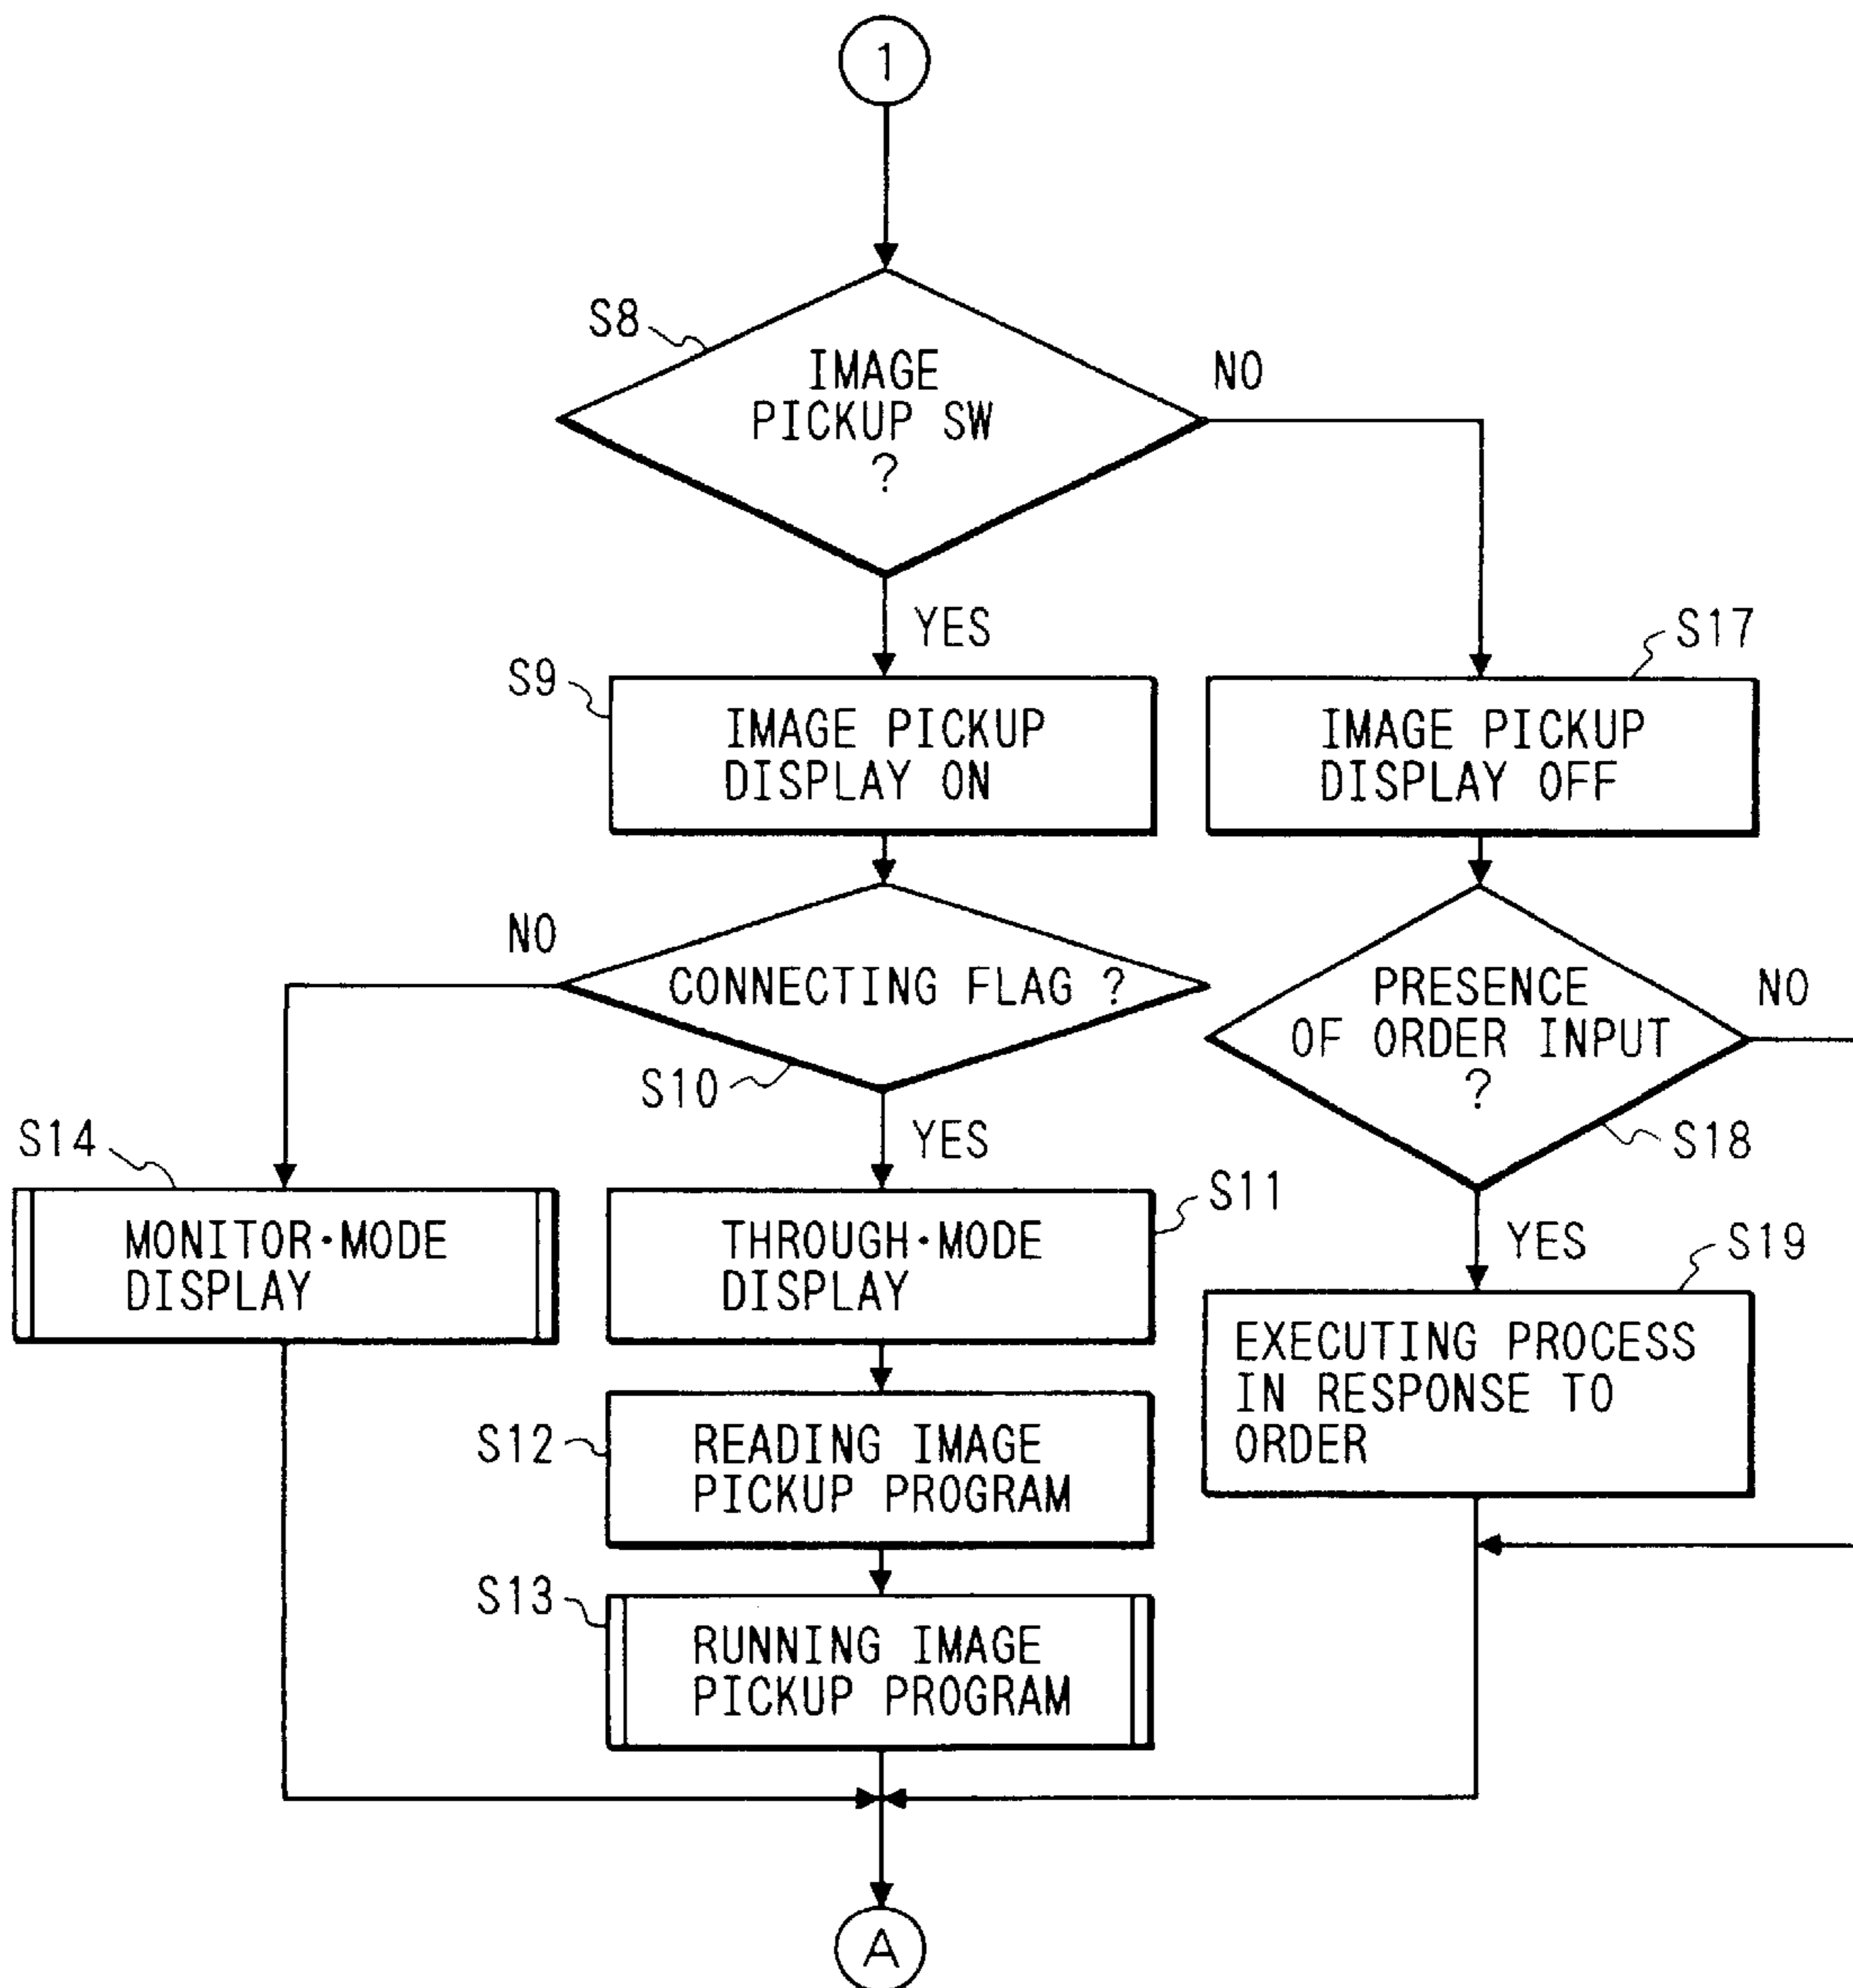 1
S8
IMAGE
PICKUP SW
?
NO
YES
S9
IMAGE PICKUP
DISPLAY ON
S17
IMAGE PICKUP
DISPLAY OFF
NO
CONNECTING FLAG ?
S10
YES
PRESENCE
OF ORDER INPUT
?
NO
S18
YES
S14
MONITOR·MODE
DISPLAY
S11
THROUGH·MODE
DISPLAY
S19
EXECUTING PROCESS
IN RESPONSE TO
ORDER
S12
READING IMAGE
PICKUP PROGRAM
S13
RUNNING IMAGE
PICKUP PROGRAM
A